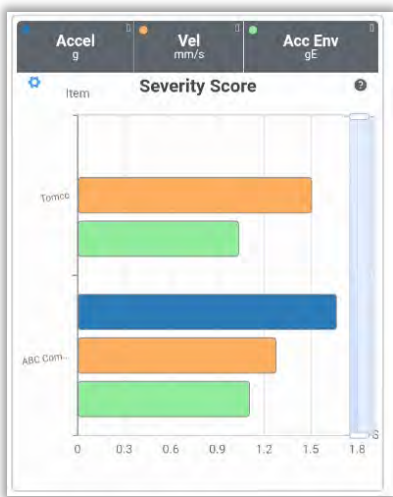 Accel
g
Vel
mm/s
Acc Env
gE
Severity Score
Item
Tomco
ABC Com..
S
0 0.3 0.6 0.9 1.2 1.5 1.8